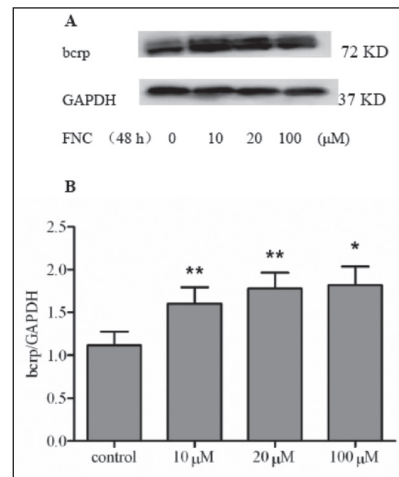 A
bcrp 72 KD
GAPDH 37 KD
FNC （48 h） 0 10 20 100 (μM)
B
bcrp/GAPDH
2.5
2.0
1.5
1.0
0.5
0.0
** ** *
control 10 μM 20 μM 100 μM